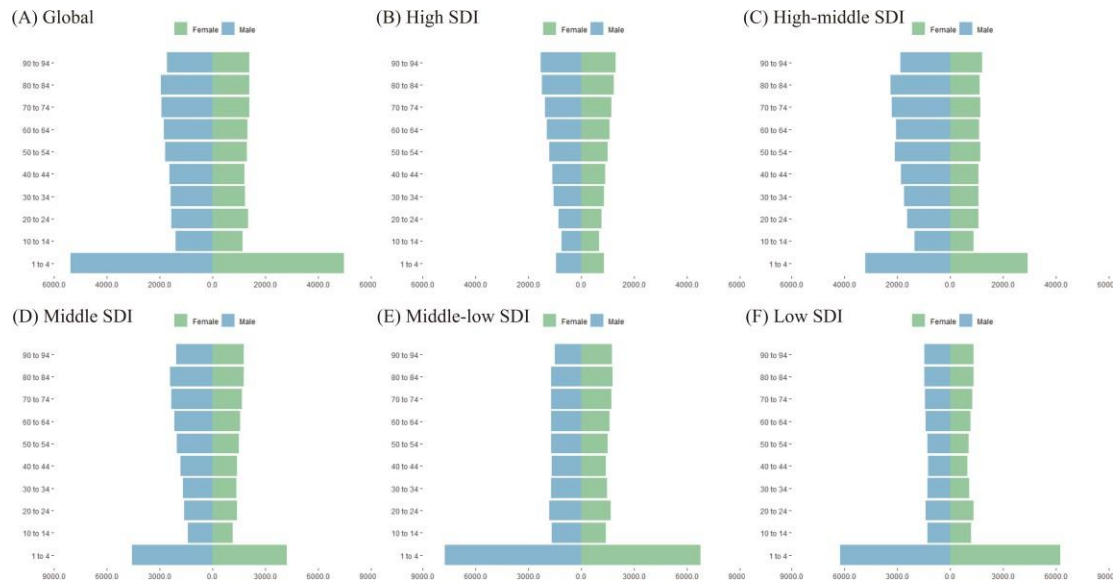 (A) Global
Female Male
90 to 94
80 to 84
70 to 74
60 to 64
50 to 54
40 to 44
30 to 34
20 to 24
10 to 14
1 to 4
6000.0 4000.0 2000.0 0.0 2000.0 4000.0 6000
(B) High SDI
Female Male
90 to 94
80 to 84
70 to 74
60 to 64
50 to 54
40 to 44
30 to 34
20 to 24
10 to 14
1 to 4
6000.0 4000.0 2000.0 0.0 2000.0 4000.0 6000.0
(C) High-middle SDI
Female Male
90 to 94
80 to 84
70 to 74
60 to 64
50 to 54
40 to 44
30 to 34
20 to 24
10 to 14
1 to 4
6000.0 4000.0 2000.0 0.0 2000.0 4000.0 6000
(D) Middle SDI
Female Male
90 to 94
80 to 84
70 to 74
60 to 64
50 to 54
40 to 44
30 to 34
20 to 24
10 to 14
1 to 4
9000.0 6000.0 3000.0 0.0 3000.0 6000.0 9000.0
(E) Middle-low SDI
Female Male
90 to 94
80 to 84
70 to 74
60 to 64
50 to 54
40 to 44
30 to 34
20 to 24
10 to 14
1 to 4
9000.0 6000.0 3000.0 0.0 3000.0 6000.0 9000.0
(F) Low SDI
Female Male
90 to 94
80 to 84
70 to 74
60 to 64
50 to 54
40 to 44
30 to 34
20 to 24
10 to 14
1 to 4
9000.0 6000.0 3000.0 0.0 3000.0 6000.0 9000.0